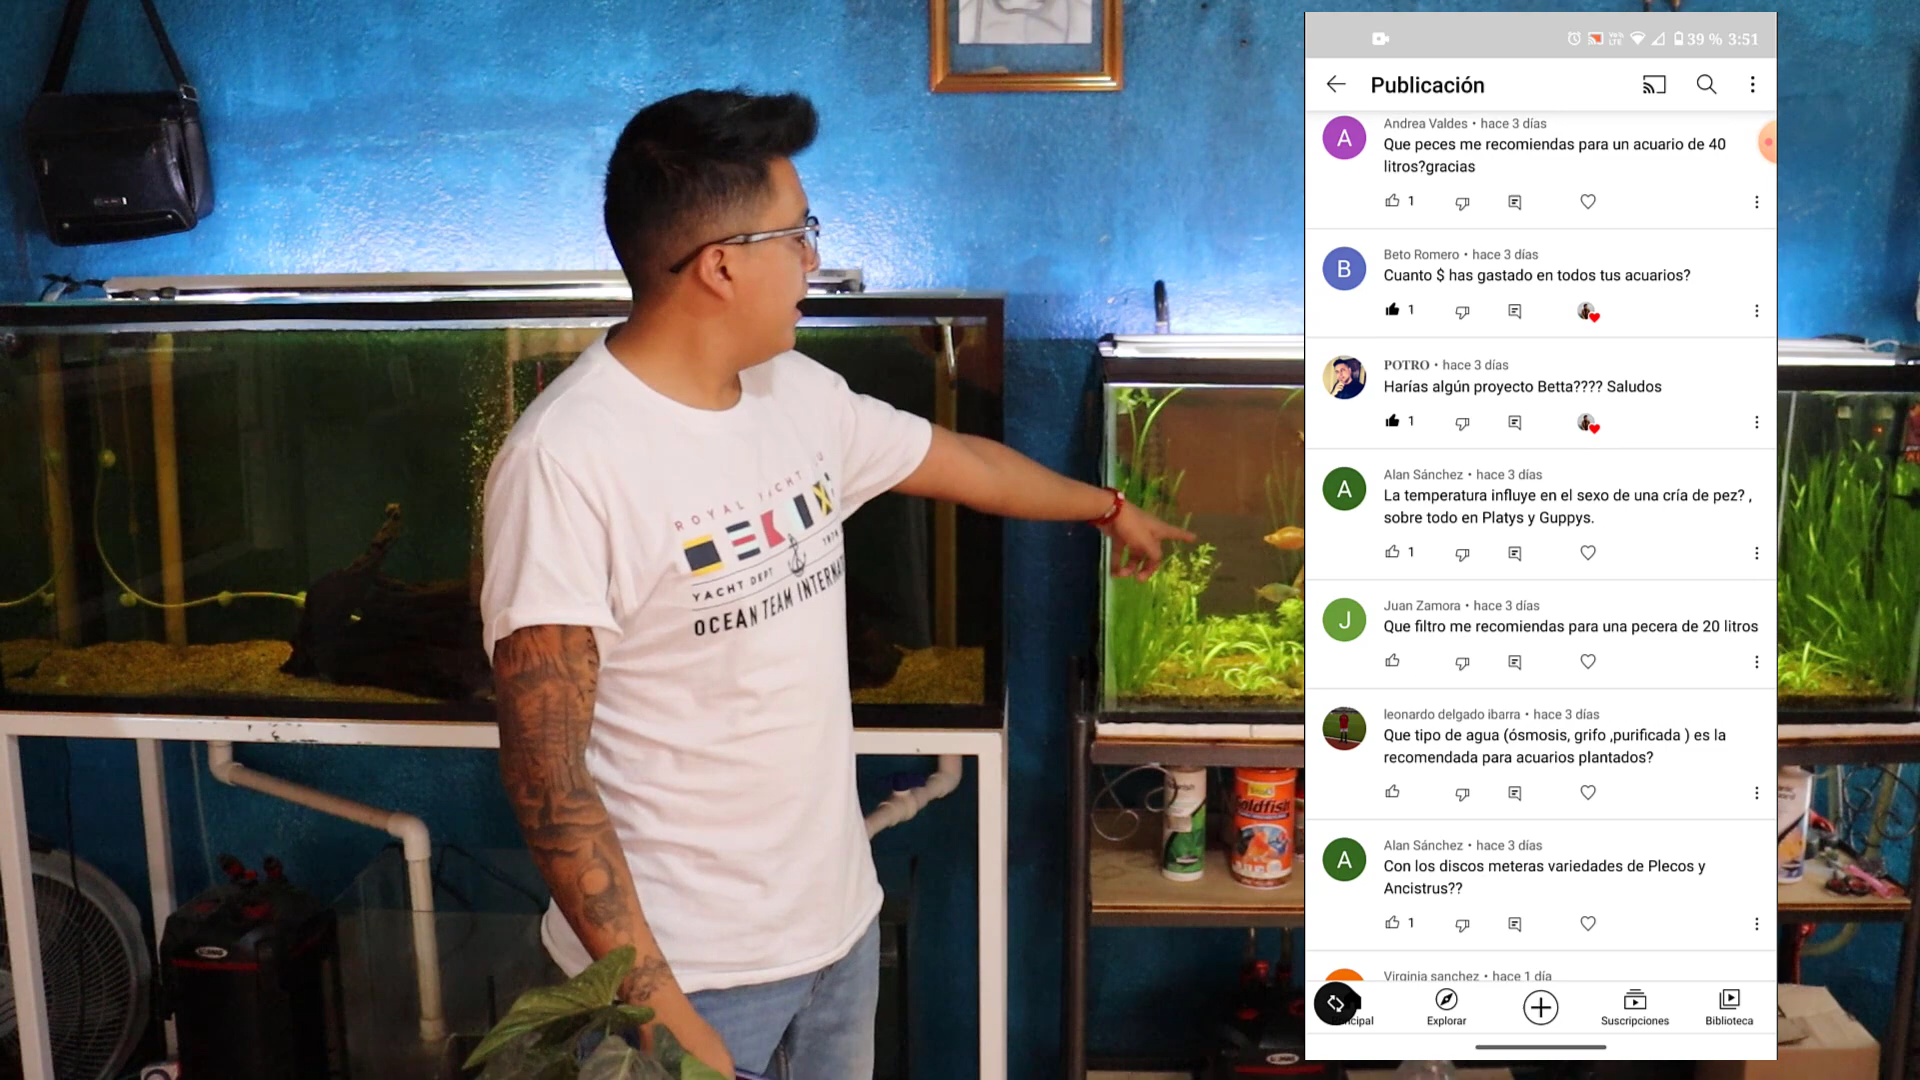 39 % 3:51
Publicación
A
Andrea Valdes • hace 3 días
Que peces me recomiendas para un acuario de 40
litros?gracias
1
B
Beto Romero • hace 3 días
Cuanto $ has gastado en todos tus acuarios?
1
POTRO • hace 3 días
Harías algún proyecto Betta???? Saludos
1
A
Alan Sánchez • hace 3 días
La temperatura influye en el sexo de una cría de pez? ,
sobre todo en Platys y Guppys.
1
J
Juan Zamora • hace 3 días
Que filtro me recomiendas para una pecera de 20 litros
leonardo delgado ibarra • hace 3 días
Que tipo de agua (ósmosis, grifo ,purificada ) es la
recomendada para acuarios plantados?
A
Alan Sánchez • hace 3 días
Con los discos meteras variedades de Plecos y
Ancistrus??
1
Virginia sanchez • hace 1 día
Explorar
Suscripciones
Biblioteca
ROYAL YACHT
YACHT DEPT
OCEAN TEAM
Goldfish